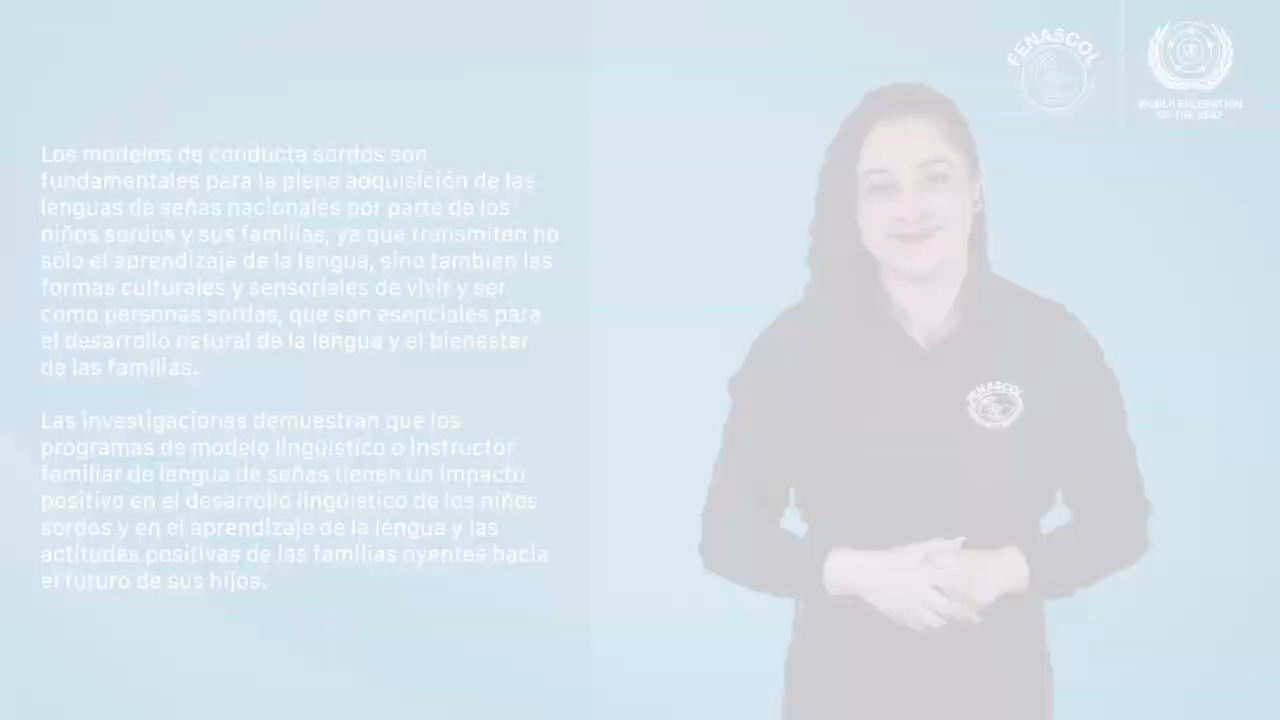 FENASCOL
WORLD FEDERATION
OF THE DEAF
Los modelos de conducta sordos son
fundamentales para la plena adquisición de las
lenguas de señas nacionales por parte de los
niños sordos y sus familias, ya que transmiten no
sólo el aprendizaje de la lengua, sino también las
formas culturales y sensoriales de vivir y ser
como personas sordas, que son esenciales para
el desarrollo natural de la lengua y el bienestar
de las familias.
Las investigaciones demuestran que los
programas de modelo lingüístico o instructor
familiar de lengua de señas tienen un impacto
positivo en el desarrollo lingüístico de los niños
sordos y en el aprendizaje de la lengua y las
actitudes positivas de las familias oyentes hacia
el futuro de sus hijos.
FENASCOL